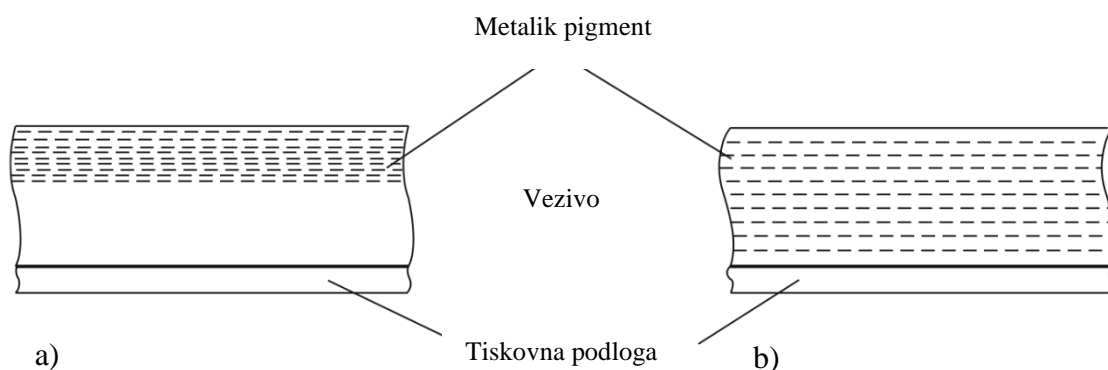 Metalik pigment
Vezivo
Tiskovna podloga
a)
b)